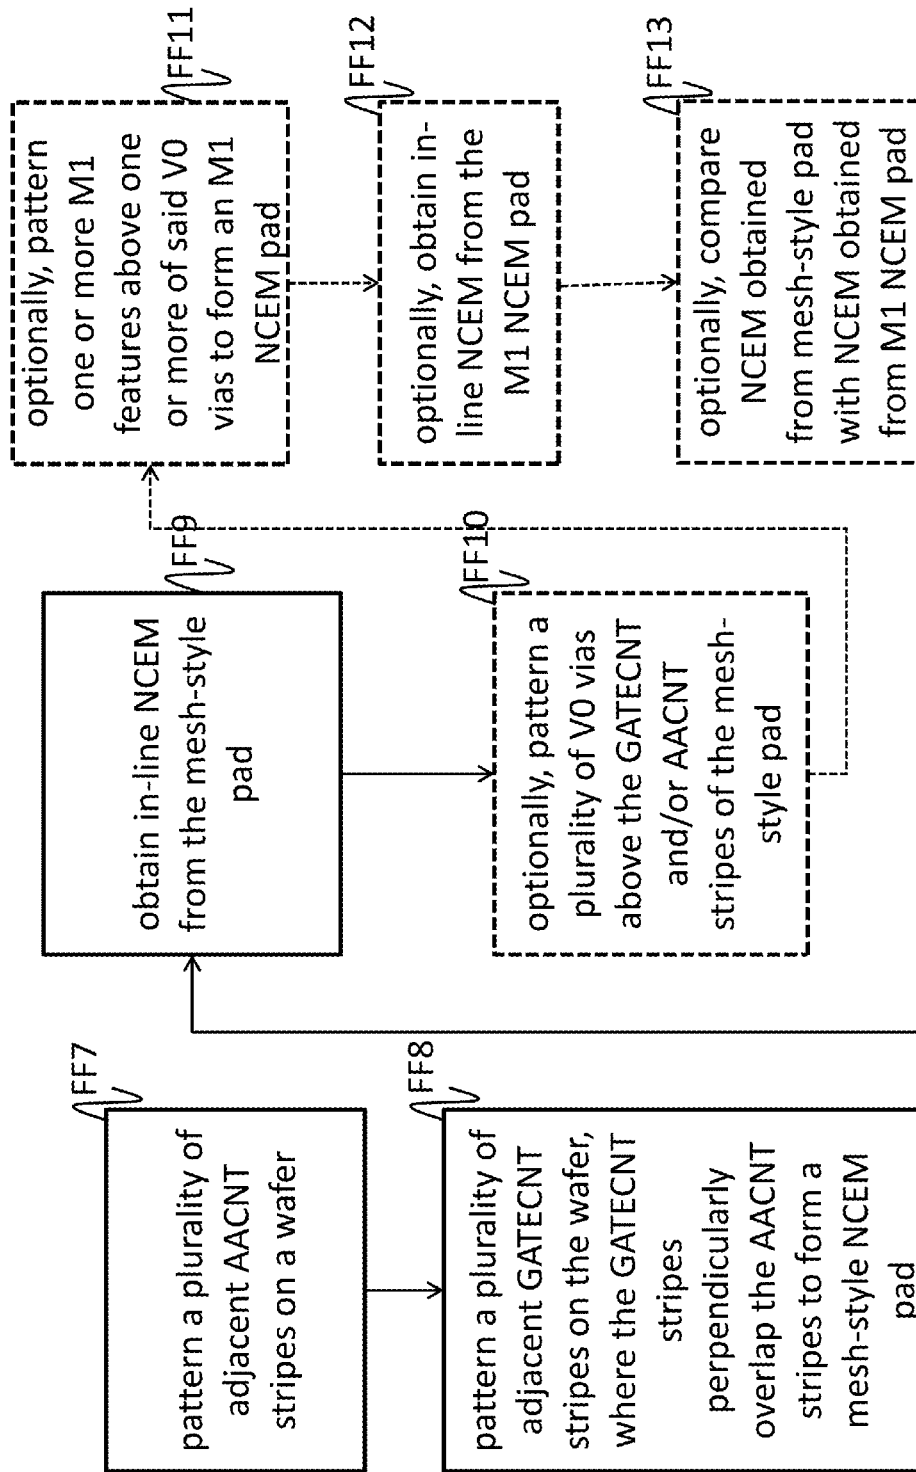 FF7
pattern a plurality of
adjacent AACNT
stripes on a wafer
FF8
pattern a plurality of
adjacent GATECNT
stripes on the wafer,
where the GATECNT
stripes
perpendicularly
overlap the AACNT
stripes to form a
mesh-style NCEM
pad
FF9
obtain in-line NCEM
from the mesh-style
pad
FF10
optionally, pattern a
plurality of V0 vias
above the GATECNT
and/or AACNT
stripes of the mesh-
style pad
FF11
optionally, pattern
one or more M1
features above one
or more of said V0
vias to form an M1
NCEM pad
FF12
optionally, obtain in-
line NCEM from the
M1 NCEM pad
FF13
optionally, compare
NCEM obtained
from mesh-style pad
with NCEM obtained
from M1 NCEM pad